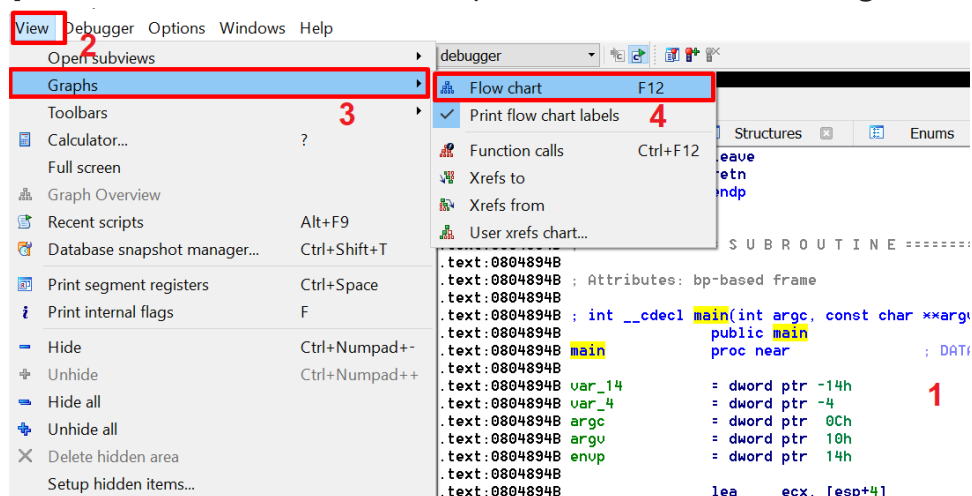 View Debugger Options Windows Help
2
Open subviews
Graphs
3
Toolbars
Calculator... ?
Full screen
Graph Overview
Recent scripts Alt+F9
Database snapshot manager... Ctrl+Shift+T
Print segment registers Ctrl+Space
Print internal flags F
Hide Ctrl+Numpad+-
Unhide Ctrl+Numpad++
Hide all
Unhide all
Delete hidden area
Setup hidden items...
debugger
Flow chart F12
Print flow chart labels
4
Function calls Ctrl+F12
Xrefs to
Xrefs from
User xrefs chart...
Structures Enums
retn
S U B R O U T I N E ========
.text:0804894B
.text:0804894B ; Attributes: bp-based frame
.text:0804894B
.text:0804894B ; int __cdecl main(int argc, const char **argv
.text:0804894B public main
.text:0804894B main proc near ; DATA
.text:0804894B
.text:0804894B var_14 = dword ptr -14h
.text:0804894B var_4 = dword ptr -4
.text:0804894B argc = dword ptr 0Ch
.text:0804894B argv = dword ptr 10h
.text:0804894B envp = dword ptr 14h
1
.text:0804894B
.text:0804894B lea ecx, [esp+4]